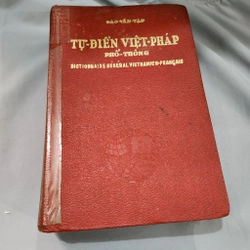 ĐÀO VĂN TẬP
TỰ-ĐIỂN VIỆT-PHÁP
PHỔ-THÔNG
DICTIONNAIRE GÉNÉRAL VIETNAMIEN-FRANÇAIS